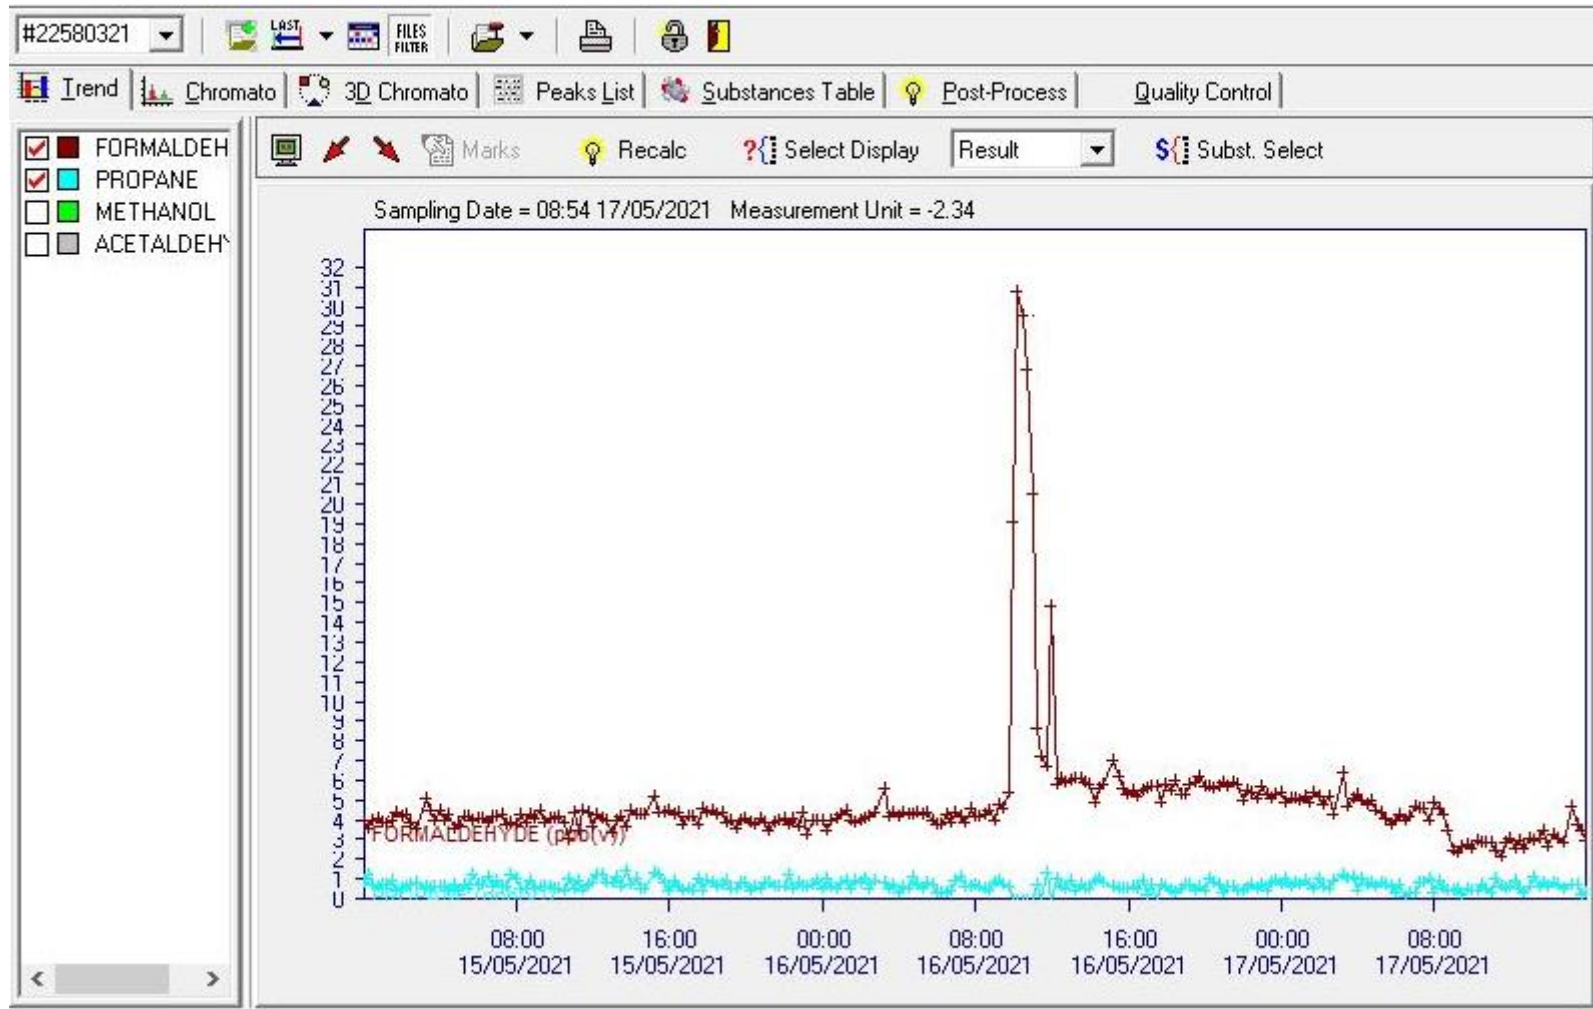 #22580321
LAST
FILES
FILTER
Trend
Chromato
3D Chromato
Peaks List
Substances Table
Post-Process
Quality Control
FORMALDEH
PROPANE
METHANOL
ACETALDEHY
Marks
Recalc
?{ Select Display
Result
${ Subst. Select
Sampling Date = 08:54 17/05/2021 Measurement Unit = -2.34
32
31
30
29
28
27
26
25
24
23
22
21
20
19
18
17
16
15
14
13
12
11
10
9
8
7
6
5
4
3
2
1
0
FORMALDEHYDE (ppb(v))
08:00 16:00 00:00 08:00 16:00 00:00 08:00
15/05/2021 15/05/2021 16/05/2021 16/05/2021 16/05/2021 17/05/2021 17/05/2021